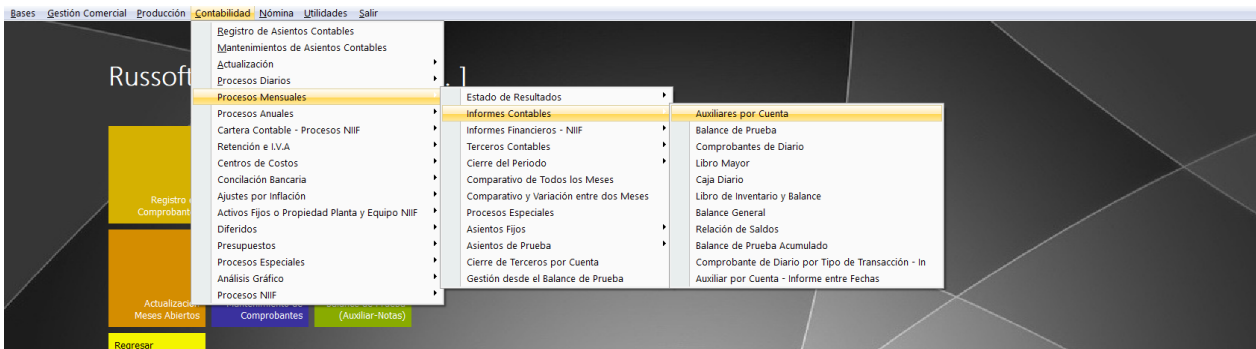 Bases Gestión Comercial Producción Contabilidad Nómina Utilidades Salir
Registro de Asientos Contables
Mantenimientos de Asientos Contables
Actualización
Procesos Diarios
Procesos Mensuales
Procesos Anuales
Cartera Contable - Procesos NIIF
Retención e I.V.A
Centros de Costos
Concilación Bancaria
Ajustes por Inflación
Activos Fijos o Propiedad Planta y Equipo NIIF
Diferidos
Presupuestos
Procesos Especiales
Análisis Gráfico
Procesos NIIF
Estado de Resultados
Informes Contables
Informes Financieros - NIIF
Terceros Contables
Cierre del Periodo
Comparativo de Todos los Meses
Comparativo y Variación entre dos Meses
Procesos Especiales
Asientos Fijos
Asientos de Prueba
Cierre de Terceros por Cuenta
Gestión desde el Balance de Prueba
Auxiliares por Cuenta
Balance de Prueba
Comprobantes de Diario
Libro Mayor
Caja Diario
Libro de Inventario y Balance
Balance General
Relación de Saldos
Balance de Prueba Acumulado
Comprobante de Diario por Tipo de Transacción - In
Auxiliar por Cuenta - Informe entre Fechas
Russoft
. ]
Registro
Comprobant
Actualización
Meses Abiertos
Comprobantes
(Auxiliar-Notas)
Regresar